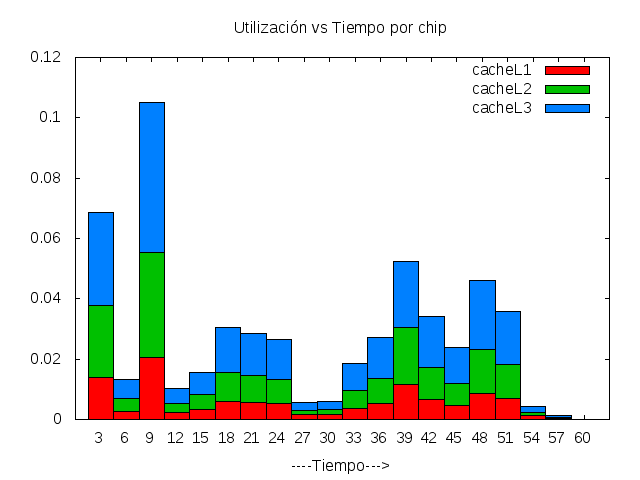 Utilización vs Tiempo por chip
0.12
0.1
0.08
0.06
0.04
0.02
0
cacheL1
cacheL2
cacheL3
3 6 9 12 15 18 21 24 27 30 33 36 39 42 45 48 51 54 57 60
----Tiempo--->